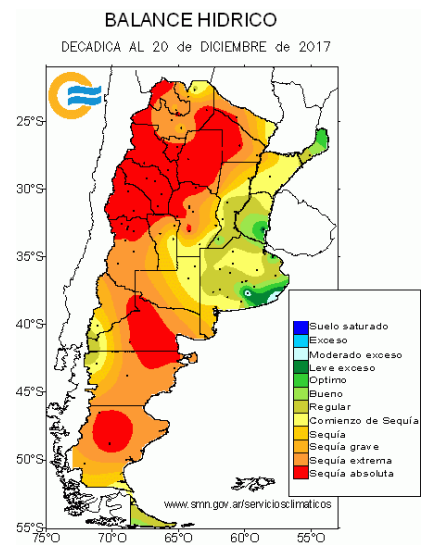 BALANCE HIDRICO
DECADICA AL 20 de DICIEMBRE de 2017
25°S
30°S
35°S
40°S
45°S
50°S
55°S
75°O
70°O
65°O
60°O
55°O
Suelo saturado
Exceso
Moderado exceso
Leve exceso
Optimo
Bueno
Regular
Comienzo de Sequía
Sequía
Sequía grave
Sequía extrema
Sequía absoluta
www.smn.gov.ar/serviciosclimaticos